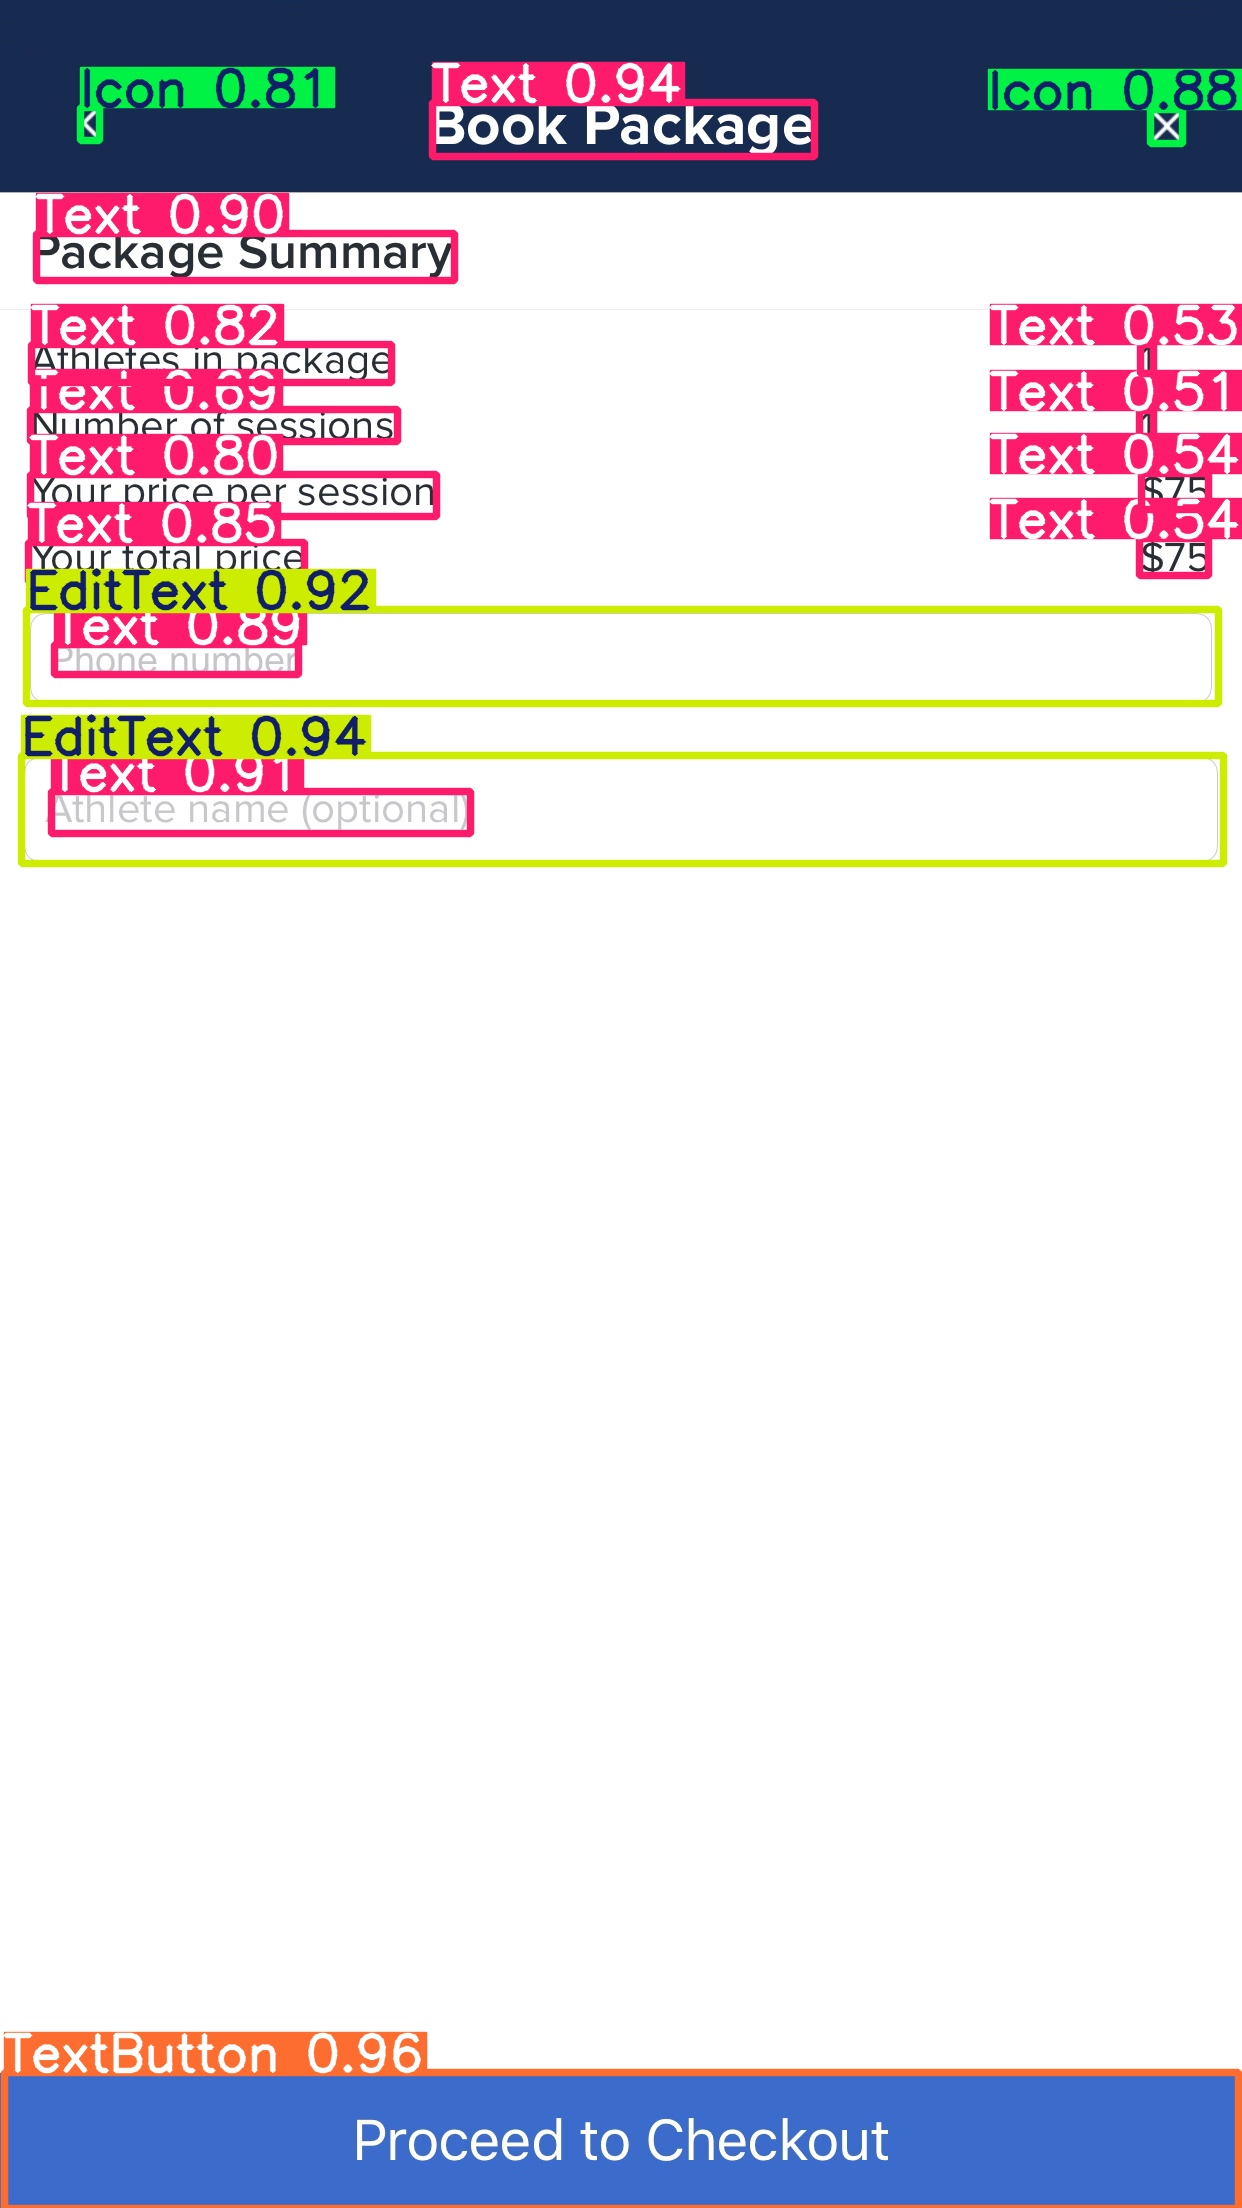 Icon 0.81
Text 0.94
Icon 0.88
Book Package
Text 0.90
Package Summary
Text 0.82
Text 0.53
Athletes in package
1
Text 0.69
Text 0.51
Number of sessions
1
Text 0.80
Text 0.54
Your price per session
$75
Text 0.85
Text 0.54
Your total price
$75
EditText 0.92
Text 0.89
Phone number
EditText 0.94
Text 0.91
Athlete name (optional)
TextButton 0.96
Proceed to Checkout